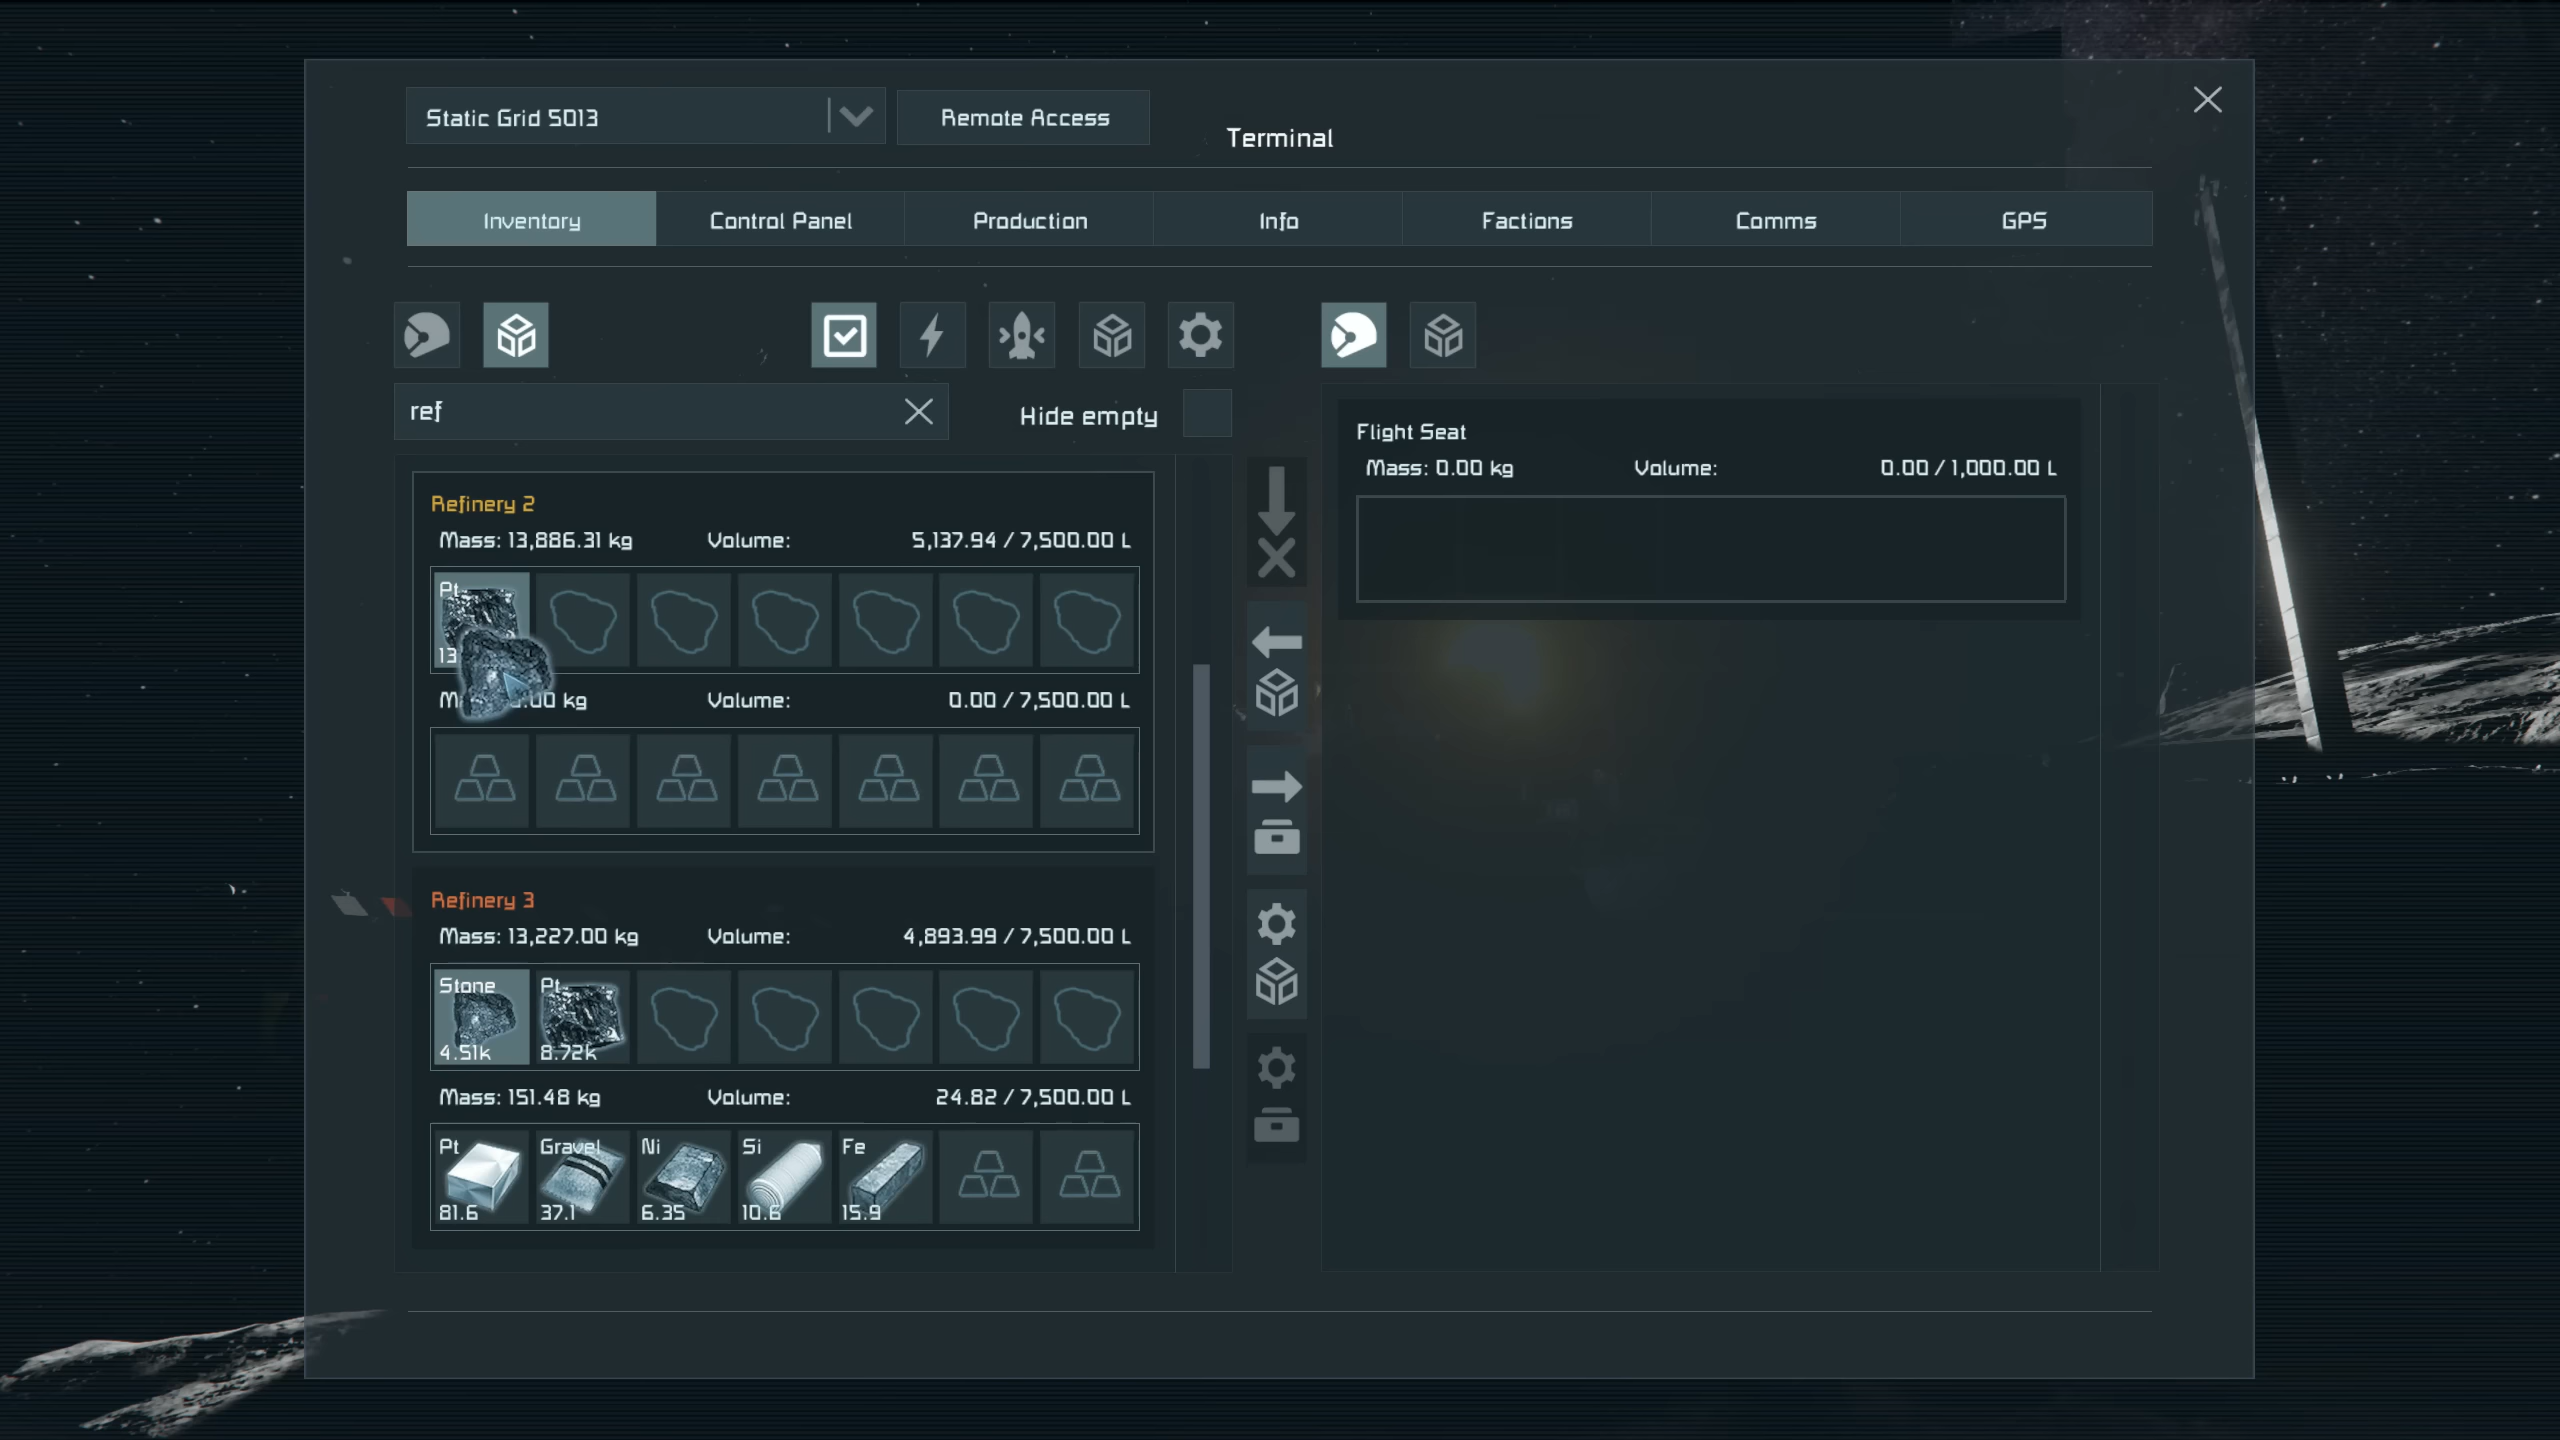 Static Grid 5013
Remote Access
Terminal
Inventory
Control Panel
Production
Info
Factions
Comms
GPS
ref
Hide empty
Refinery 2
Mass: 13,886.31 kg Volume: 5,137.94 / 7,500.00 L
Pt
13
kg Volume: 0.00 / 7,500.00 L
Refinery 3
Mass: 13,227.00 kg Volume: 4,893.99 / 7,500.00 L
Stone Pt
4.51k 8.72k
Mass: 151.48 kg Volume: 24.82 / 7,500.00 L
Pt Gravel Ni Si Fe
81.6 37.1 6.35 10.6 15.9
Flight Seat
Mass: 0.00 kg Volume: 0.00 / 1,000.00 L